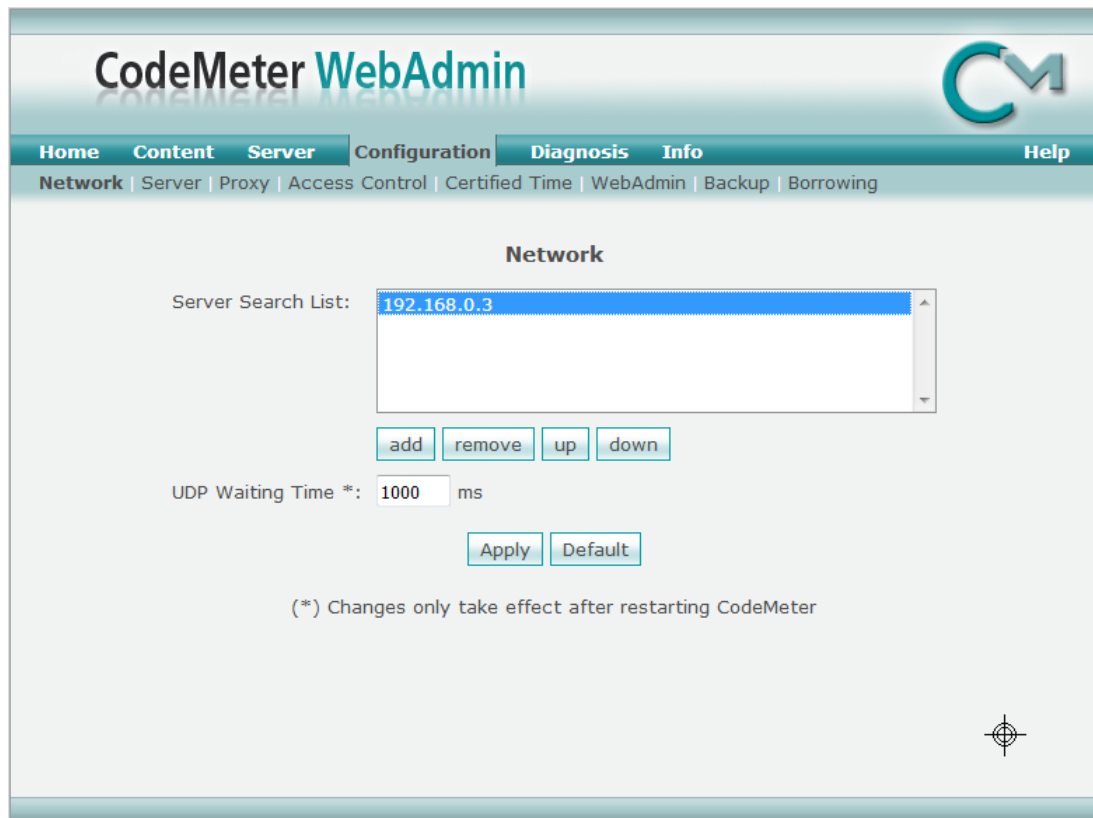 CodeMeter WebAdmin
CM
Home Content Server Configuration Diagnosis Info Help
Network | Server | Proxy | Access Control | Certified Time | WebAdmin | Backup | Borrowing
Network
Server Search List:
192.168.0.3
add remove up down
UDP Waiting Time *: 1000 ms
Apply Default
(*) Changes only take effect after restarting CodeMeter